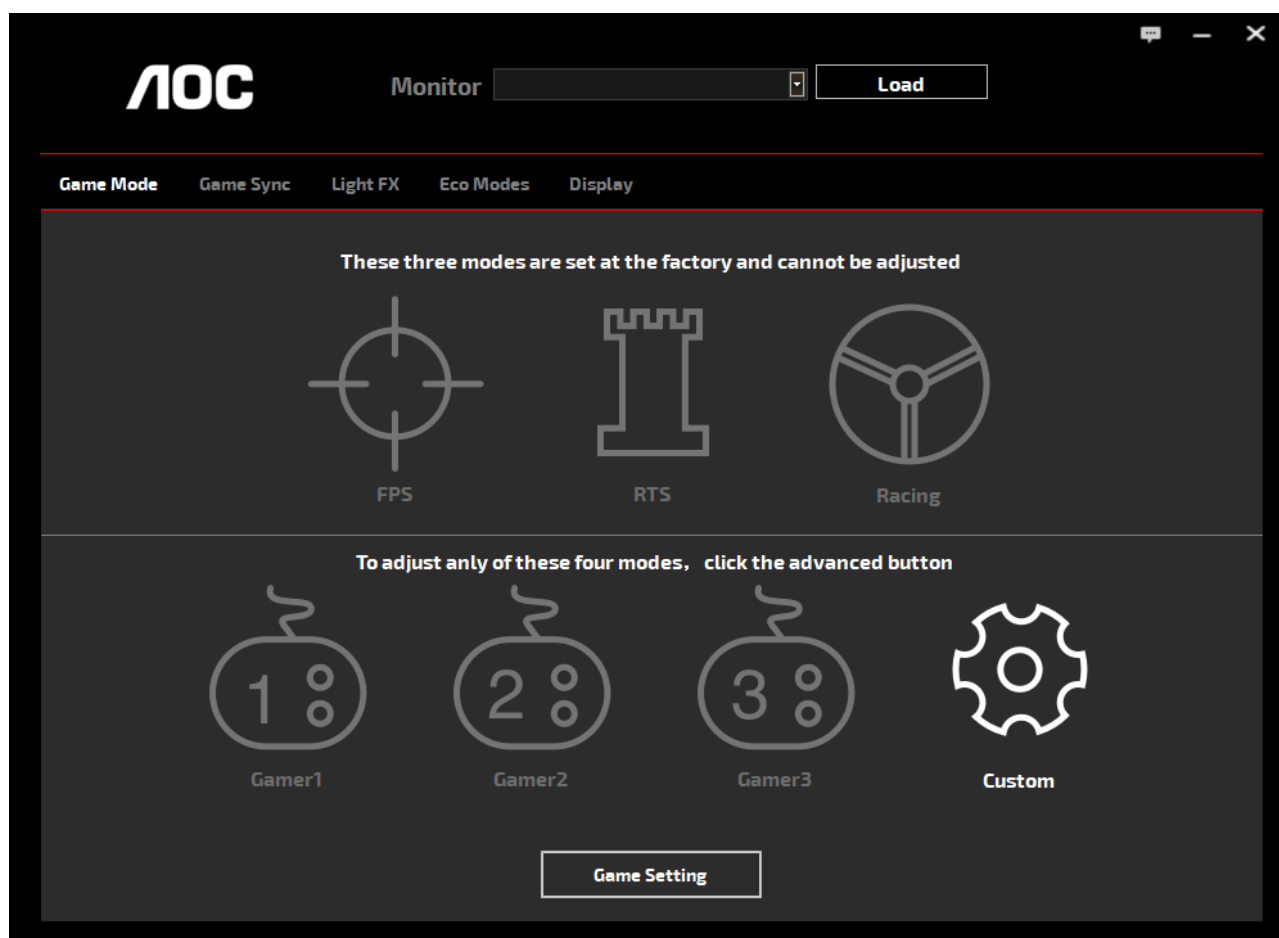 AOC
Monitor
Load
Game Mode Game Sync Light FX Eco Modes Display
These three modes are set at the factory and cannot be adjusted
FPS RTS Racing
To adjust anly of these four modes, click the advanced button
1 2 3
Gamer1 Gamer2 Gamer3 Custom
Game Setting